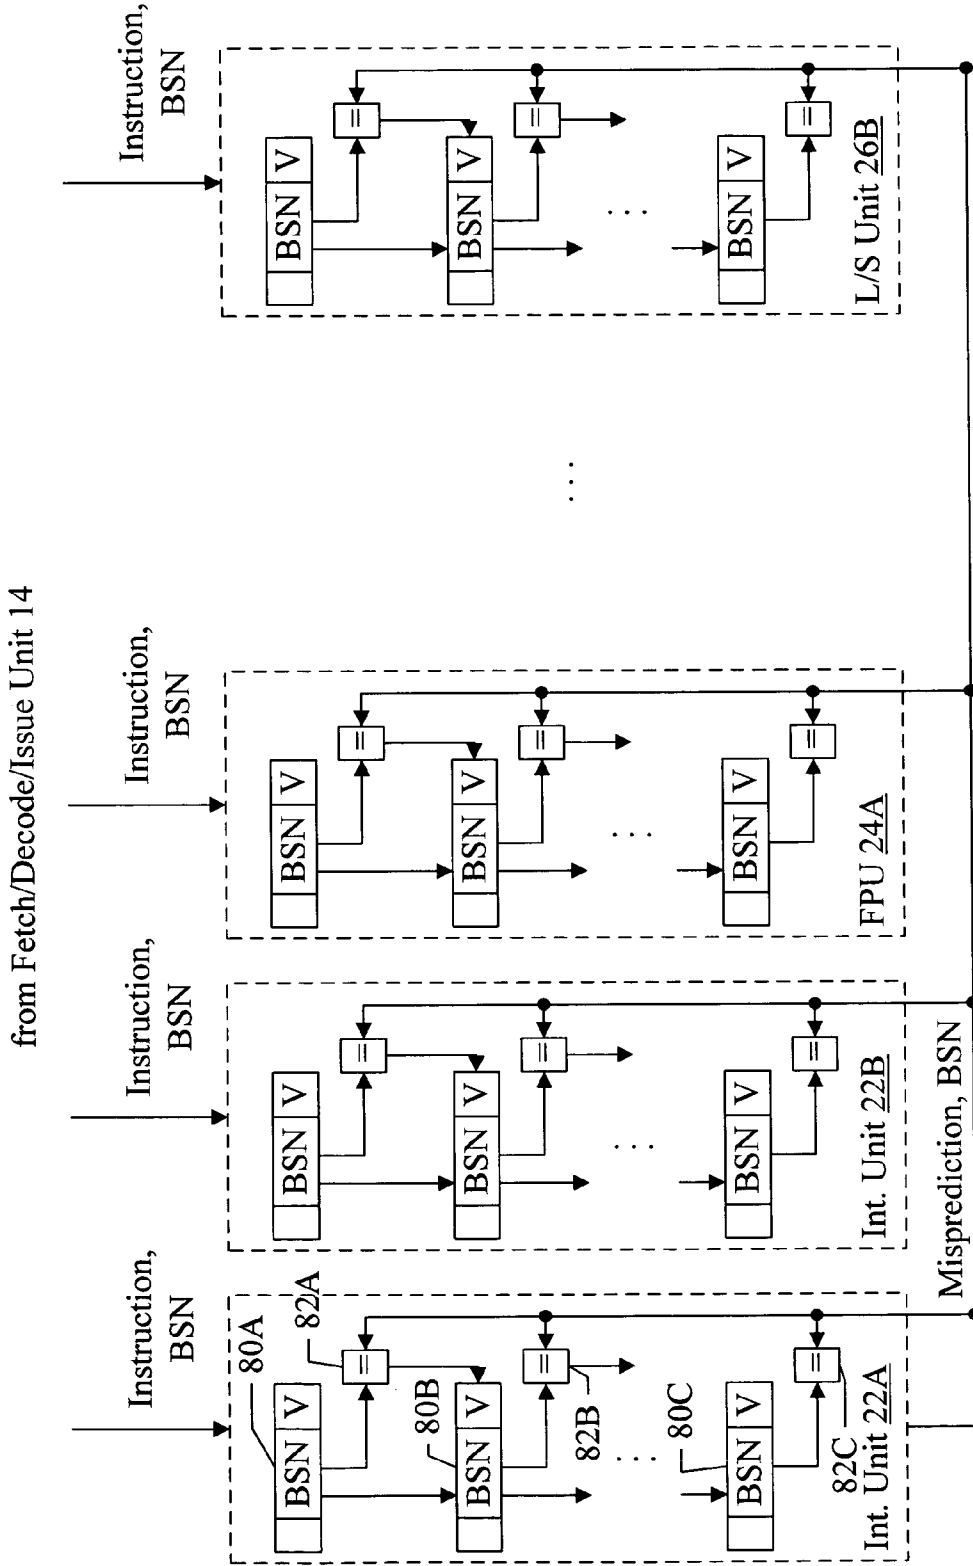 from Fetch/Decode/Issue Unit 14
Instruction,
BSN
Instruction,
BSN
Instruction,
BSN
Instruction,
BSN
80A
82A
BSN V
=
80B
BSN V
=
82B
. . .
80C
BSN V
=
82C
Int. Unit 22A
BSN V
=
BSN V
=
. . .
BSN V
=
Int. Unit 22B
BSN V
=
BSN V
=
. . .
BSN V
=
FPU 24A
. . .
BSN V
=
BSN V
=
. . .
BSN V
=
L/S Unit 26B
Misprediction, BSN